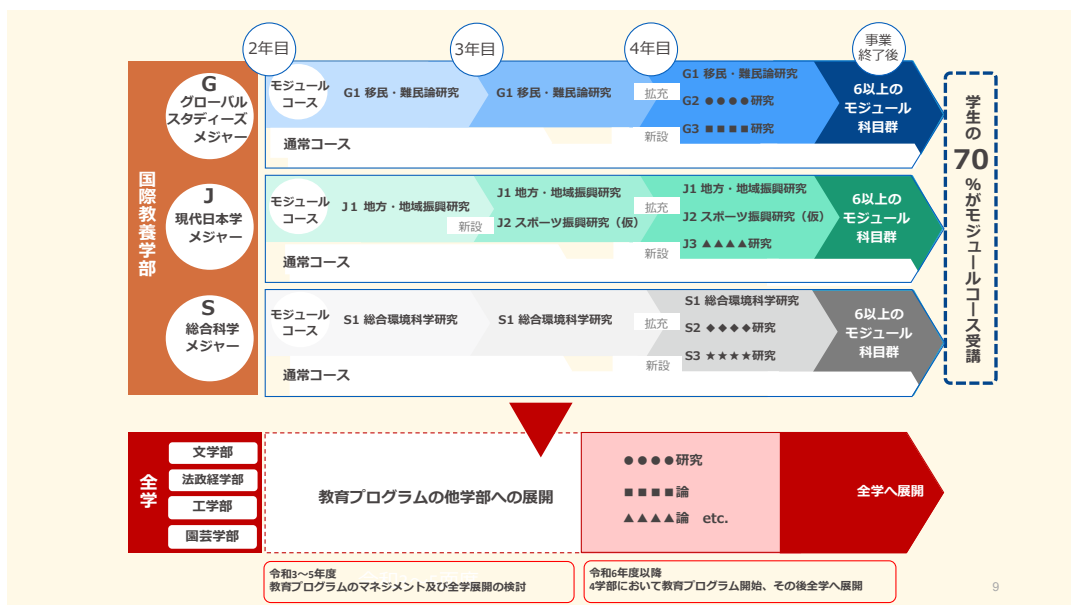 2年目
3年目
4年目
事業
終了後
国際教養学部
G
グローバル
スタディーズ
メジャー
モジュール
コース
G1 移民・難民論研究
G1 移民・難民論研究
拡充
新設
G1 移民・難民論研究
G2 ●●●●研究
G3 ■■■■研究
6以上の
モジュール
科目群
通常コース
J
現代日本学
メジャー
モジュール
コース
J1 地方・地域振興研究
新設
J1 地方・地域振興研究
J2 スポーツ振興研究（仮）
拡充
新設
J1 地方・地域振興研究
J2 スポーツ振興研究（仮）
J3 ▲▲▲▲研究
6以上の
モジュール
科目群
通常コース
S
総合科学
メジャー
モジュール
コース
S1 総合環境科学研究
S1 総合環境科学研究
拡充
新設
S1 総合環境科学研究
S2 ◆◆◆◆研究
S3 ★★★★研究
6以上の
モジュール
科目群
通常コース
学生の70%がモジュールコース受講
全学
文学部
法政経学部
工学部
園芸学部
教育プログラムの他学部への展開
●●●●研究
■■■■論
▲▲▲▲論 etc.
全学へ展開
令和3～5年度
教育プログラムのマネジメント及び全学展開の検討
令和6年度以降
4学部において教育プログラム開始、その後全学へ展開
9